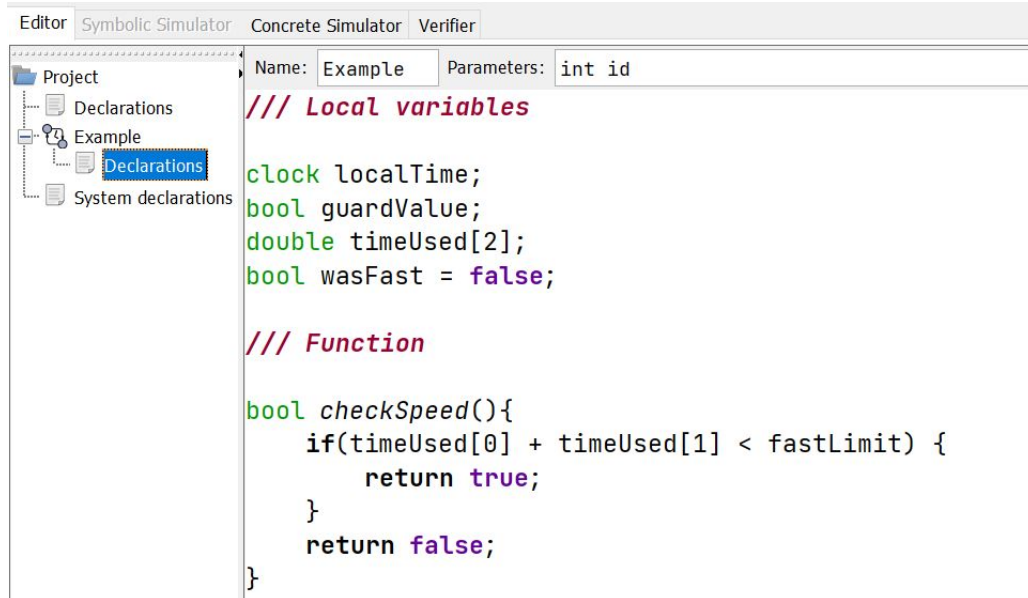 Editor Symbolic Simulator Concrete Simulator Verifier
Project
Declarations
Example
Declarations
System declarations
Name: Example Parameters: int id
/// Local variables
clock localTime;
bool guardValue;
double timeUsed[2];
bool wasFast = false;
/// Function
bool checkSpeed(){
    if(timeUsed[0] + timeUsed[1] < fastLimit) {
        return true;
    }
    return false;
}